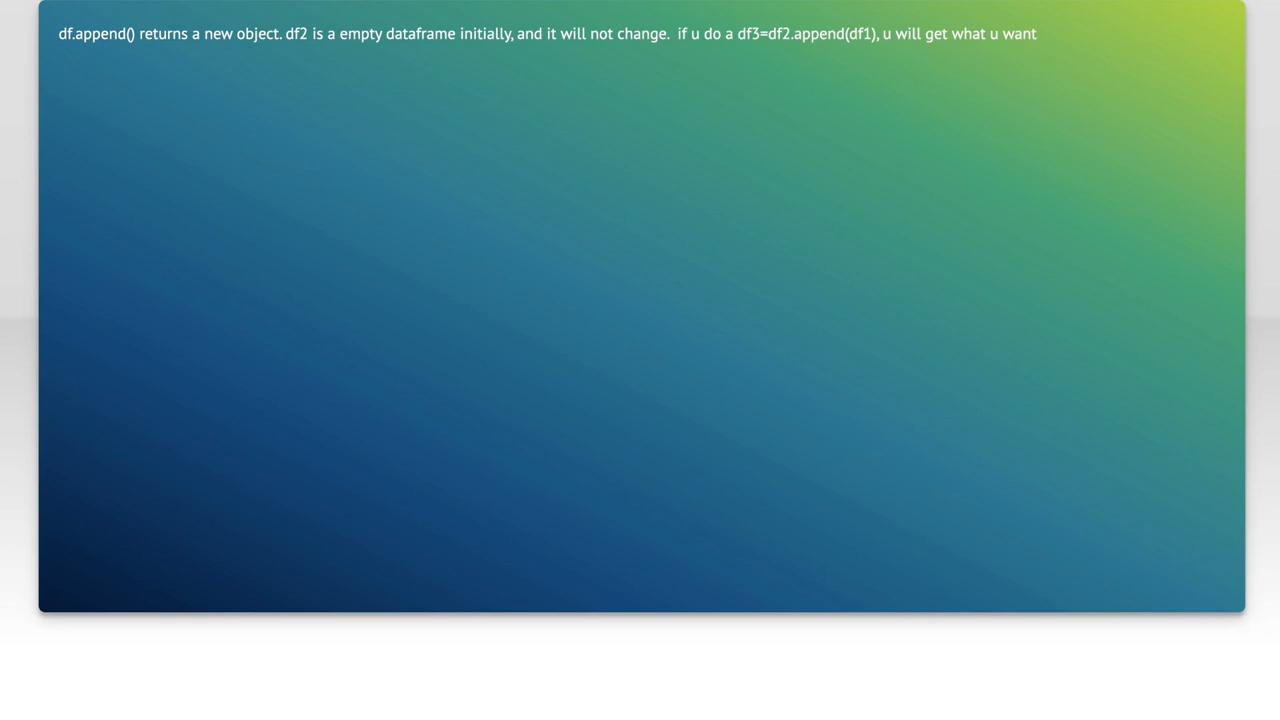 df.append() returns a new object. df2 is a empty dataframe initially, and it will not change.  if u do a df3=df2.append(df1), u will get what u want